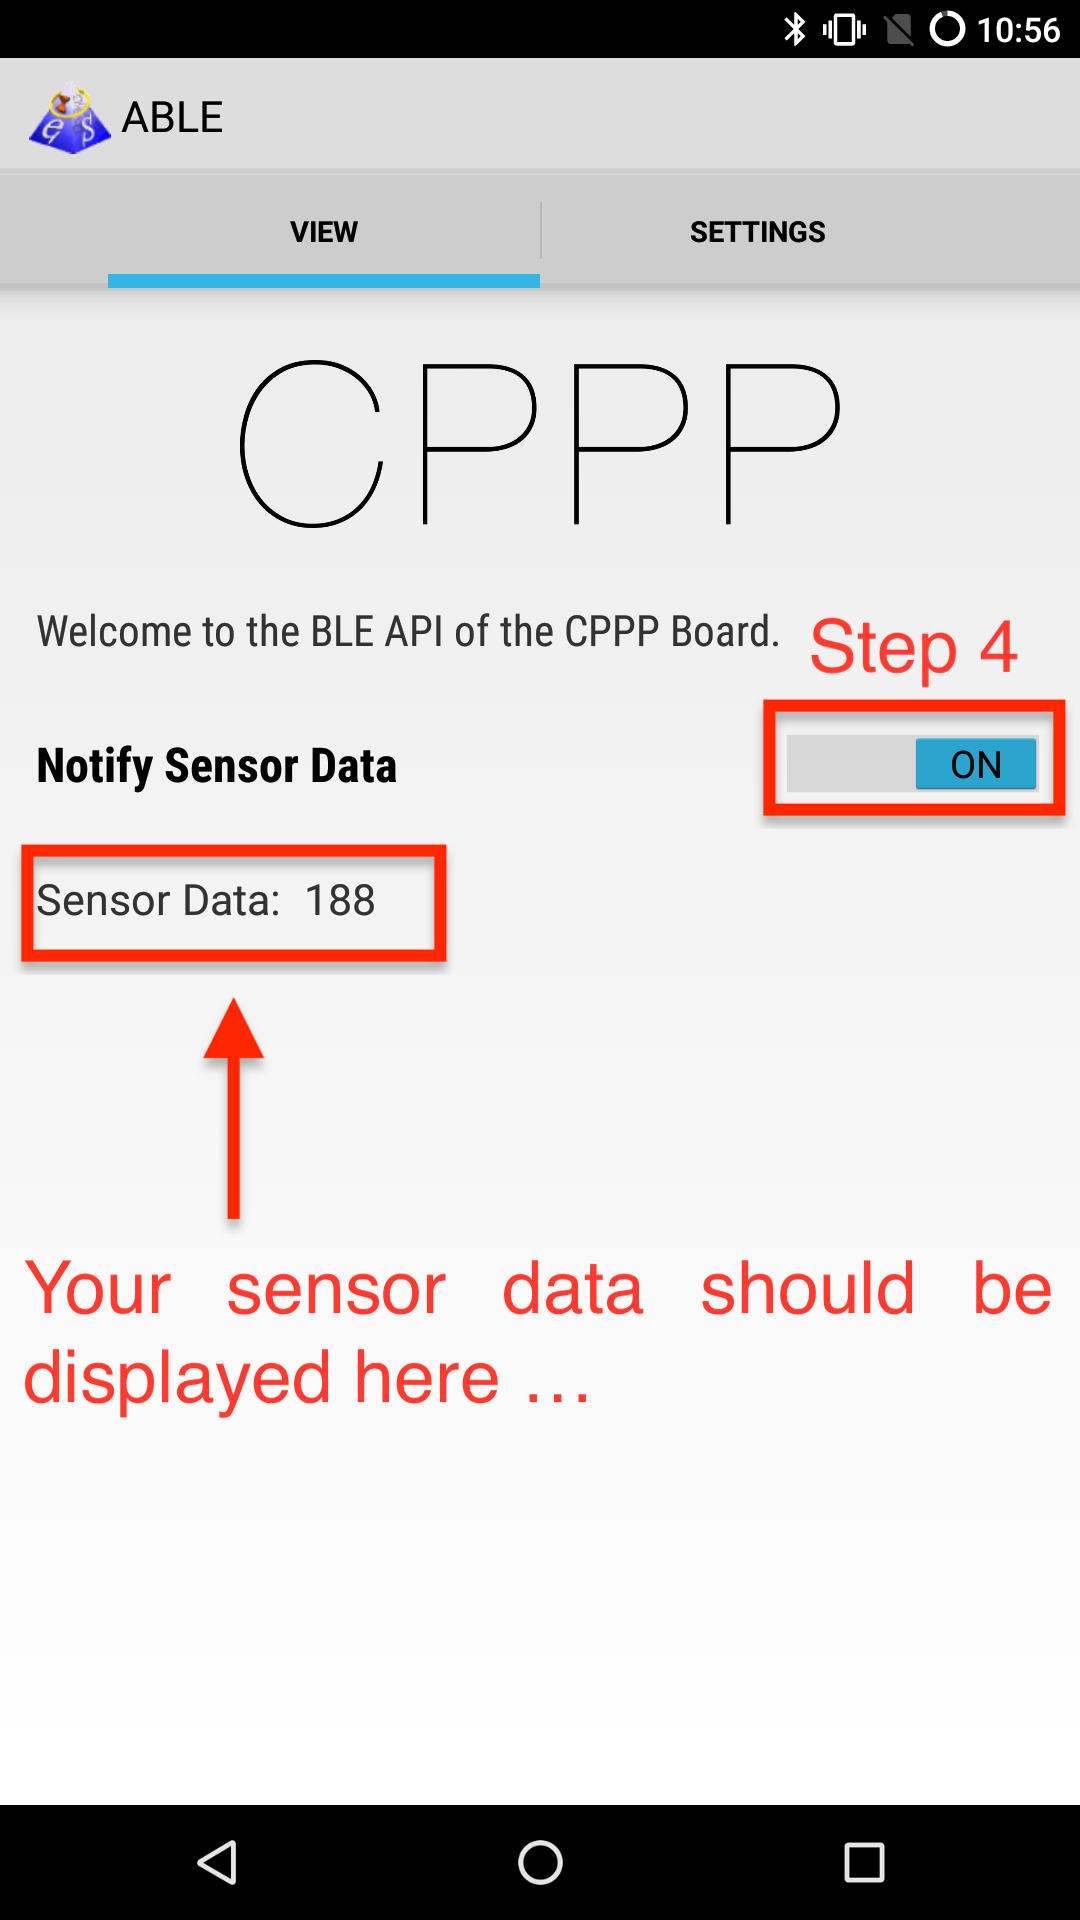 10:56
eS ABLE
VIEW SETTINGS
CPPP
Welcome to the BLE API of the CPPP Board.
Step 4
Notify Sensor Data ON
Sensor Data: 188
Your sensor data should be
displayed here ...